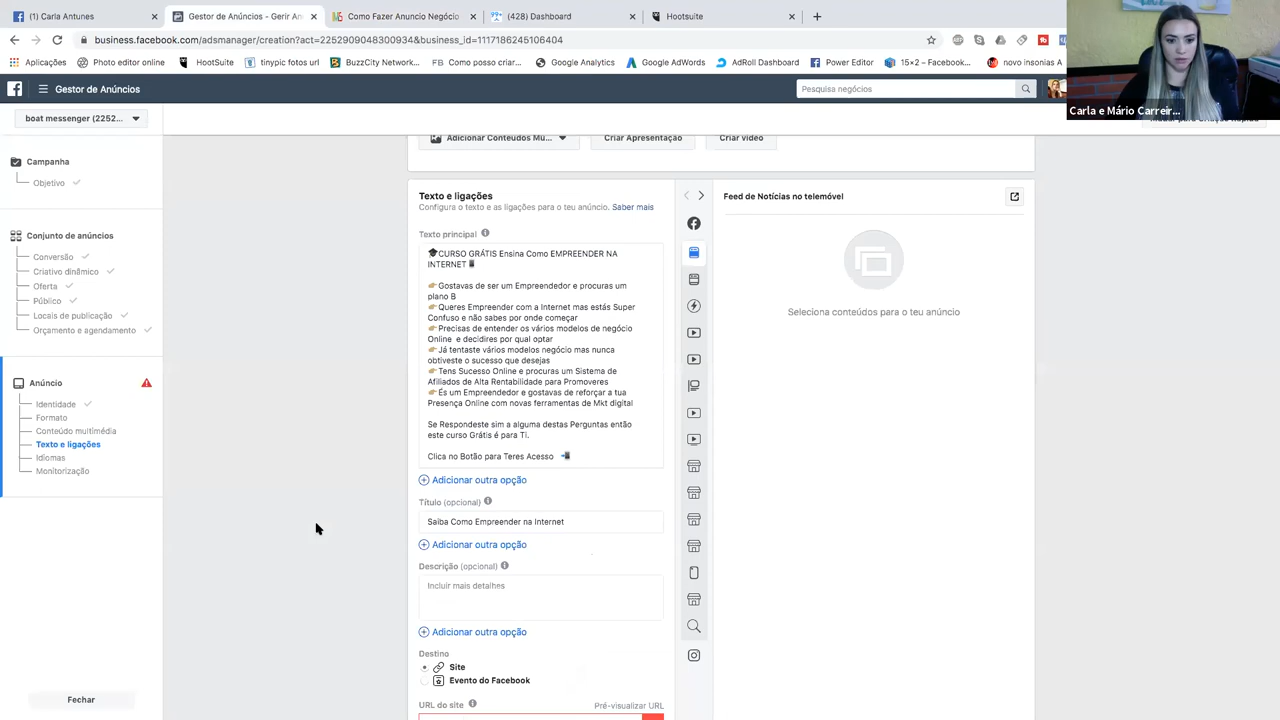 (1) Carla Antunes
Gestor de Anúncios - Gerir An
Como Fazer Anuncio Negócio
(428) Dashboard
Hootsuite
business.facebook.com/adsmanager/creation?act=2252909048300934&business_id=1117186245106404
Aplicações
Photo editor online
HootSuite
tinypic fotos url
BuzzCity Network...
FB Como posso criar...
Google Analytics
Google AdWords
AdRoll Dashboard
Power Editor
15×2 – Facebook...
novo insonias A
Carla e Mário Carreir...
Gestor de Anúncios
Pesquisa negócios
boat messenger (2252...
Campanha
Objetivo
Conjunto de anúncios
Conversão
Criativo dinâmico
Oferta
Público
Locais de publicação
Orçamento e agendamento
Anúncio
Identidade
Formato
Conteúdo multimédia
Texto e ligações
Idiomas
Monitorização
Fechar
Adicionar Conteúdos Mu...
Criar Apresentação
Criar vídeo
Texto e ligações
Configura o texto e as ligações para o teu anúncio. Saber mais
Texto principal
🎓CURSO GRÁTIS Ensina Como EMPREENDER NA
INTERNET📱
👉Gostavas de ser um Empreendedor e procuras um
plano B
👉Queres Empreender com a Internet mas estás Super
Confuso e não sabes por onde começar
👉Precisas de entender os vários modelos de negócio
Online e decidires por qual optar
👉Já tentaste vários modelos negócio mas nunca
obtiveste o sucesso que desejas
👉Tens Sucesso Online e procuras um Sistema de
Afiliados de Alta Rentabilidade para Promoveres
👉És um Empreendedor e gostavas de reforçar a tua
Presença Online com novas ferramentas de Mkt digital
Se Respondeste sim a alguma destas Perguntas então
este curso Grátis é para Ti.
Clica no Botão para Teres Acesso 📲
Adicionar outra opção
Título (opcional)
Saiba Como Empreender na Internet
Adicionar outra opção
Descrição (opcional)
Incluir mais detalhes
Adicionar outra opção
Destino
Site
Evento do Facebook
URL do site
Pré-visualizar URL
Feed de Notícias no telemóvel
Seleciona conteúdos para o teu anúncio